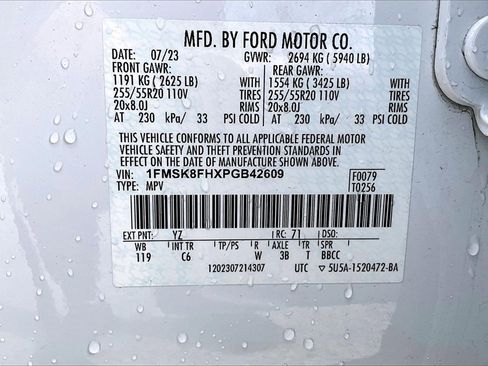 MFD. BY FORD MOTOR CO.
DATE: 07/23 GVWR: 2694 KG ( 5940 LB)
FRONT GAWR: REAR GAWR:
1191 KG ( 2625 LB) WITH 1554 KG ( 3425 LB) WITH
255/55R20 110V TIRES 255/55R20 110V TIRES
20x8.0J RIMS 20x8.0J RIMS
AT 230 kPa/ 33 PSI COLD AT 230 kPa/ 33 PSI COLD
THIS VEHICLE CONFORMS TO ALL APPLICABLE FEDERAL MOTOR
VEHICLE SAFETY AND THEFT PREVENTION STANDARDS IN
EFFECT ON THE DATE OF MANUFACTURE SHOWN ABOVE.
VIN: 1FMSK8FHXPGB42609 F0079
TYPE: MPV T0256
EXT PNT: YZ RC: 71 DSO:
WB INT TR TP/PS R AXLE TR SPR
119 C6 W 3B T BBCC
1202307214307 UTC 5U5A-1520472-BA